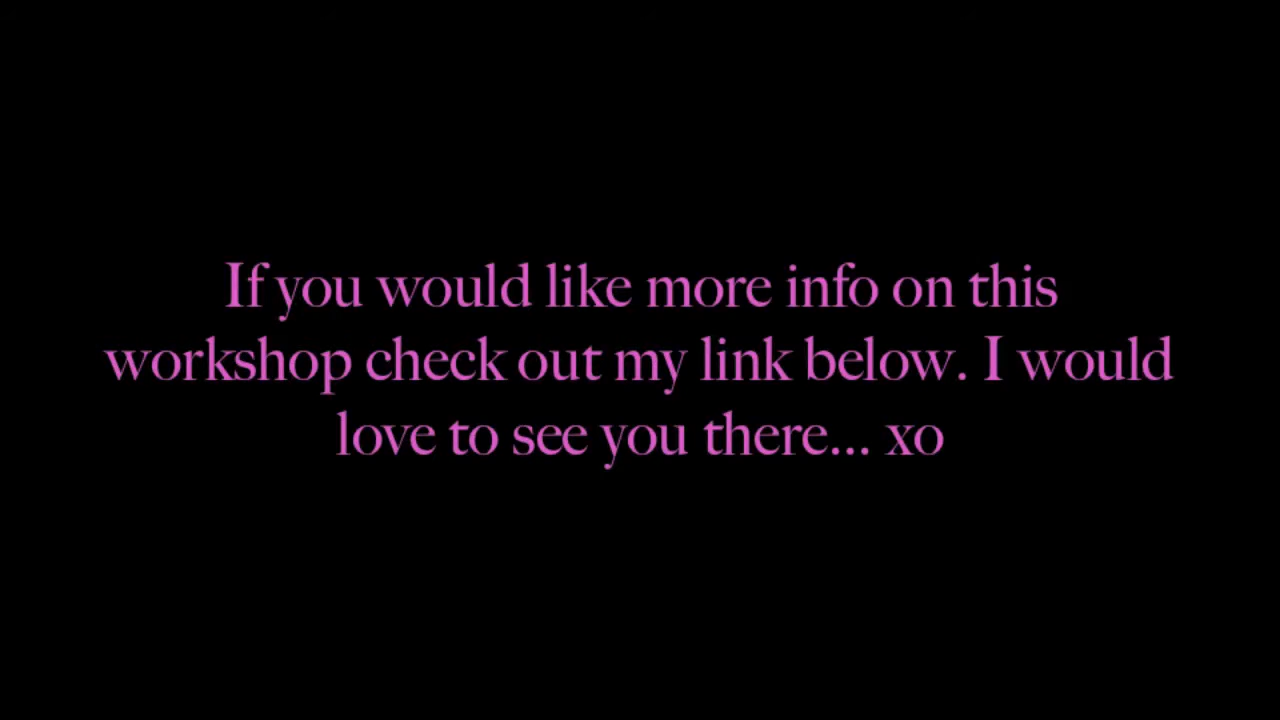 If you would like more info on this
workshop check out my link below. I would
love to see you there... xo